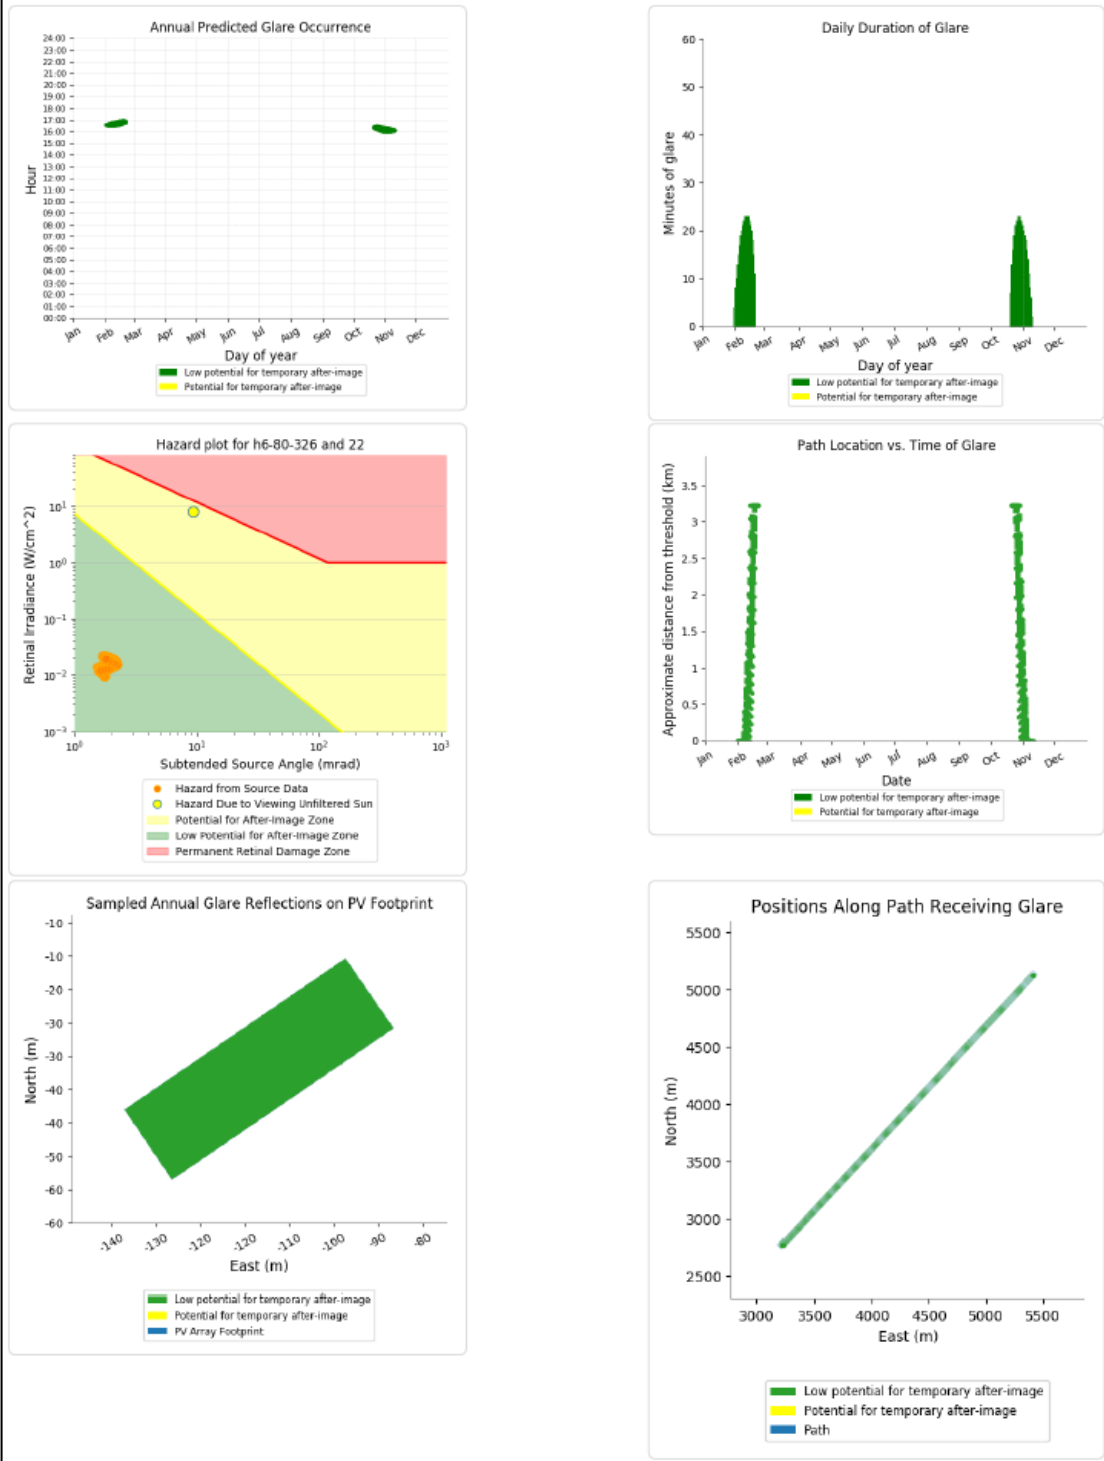 Annual Predicted Glare Occurrence
24:00
23:00
22:00
21:00
20:00
19:00
18:00
17:00
16:00
15:00
14:00
13:00
12:00
11:00
10:00
09:00
08:00
07:00
06:00
05:00
04:00
03:00
02:00
01:00
00:00
Hour
Jan Feb Mar Apr May Jun Jul Aug Sep Oct Nov Dec
Day of year
Low potential for temporary after-image
Potential for temporary after-image
Daily Duration of Glare
60
50
40
30
20
10
0
Minutes of glare
Jan Feb Mar Apr May Jun Jul Aug Sep Oct Nov Dec
Day of year
Low potential for temporary after-image
Potential for temporary after-image
Hazard plot for h6-80-326 and 22
10^1
10^0
10^-1
10^-2
10^-3
Retinal Irradiance (W/cm^2)
10^0 10^1 10^2 10^3
Subtended Source Angle (mrad)
Hazard from Source Data
Hazard Due to Viewing Unfiltered Sun
Potential for After-Image Zone
Low Potential for After-Image Zone
Permanent Retinal Damage Zone
Path Location vs. Time of Glare
3.5
3
2.5
2
1.5
1
0.5
0
Approximate distance from threshold (km)
Jan Feb Mar Apr May Jun Jul Aug Sep Oct Nov Dec
Date
Low potential for temporary after-image
Potential for temporary after-image
Sampled Annual Glare Reflections on PV Footprint
-10
-10
-20
-30
-30
-40
-40
-50
-60
-60
North (m)
-140 -130 -120 -120 -110 -100 -90 -80
East (m)
Low potential for temporary after-image
Potential for temporary after-image
PV Array Footprint
Positions Along Path Receiving Glare
5500
5000
4500
4000
3500
3000
2500
North (m)
3000 3500 4000 4500 5000 5500
East (m)
Low potential for temporary after-image
Potential for temporary after-image
Path